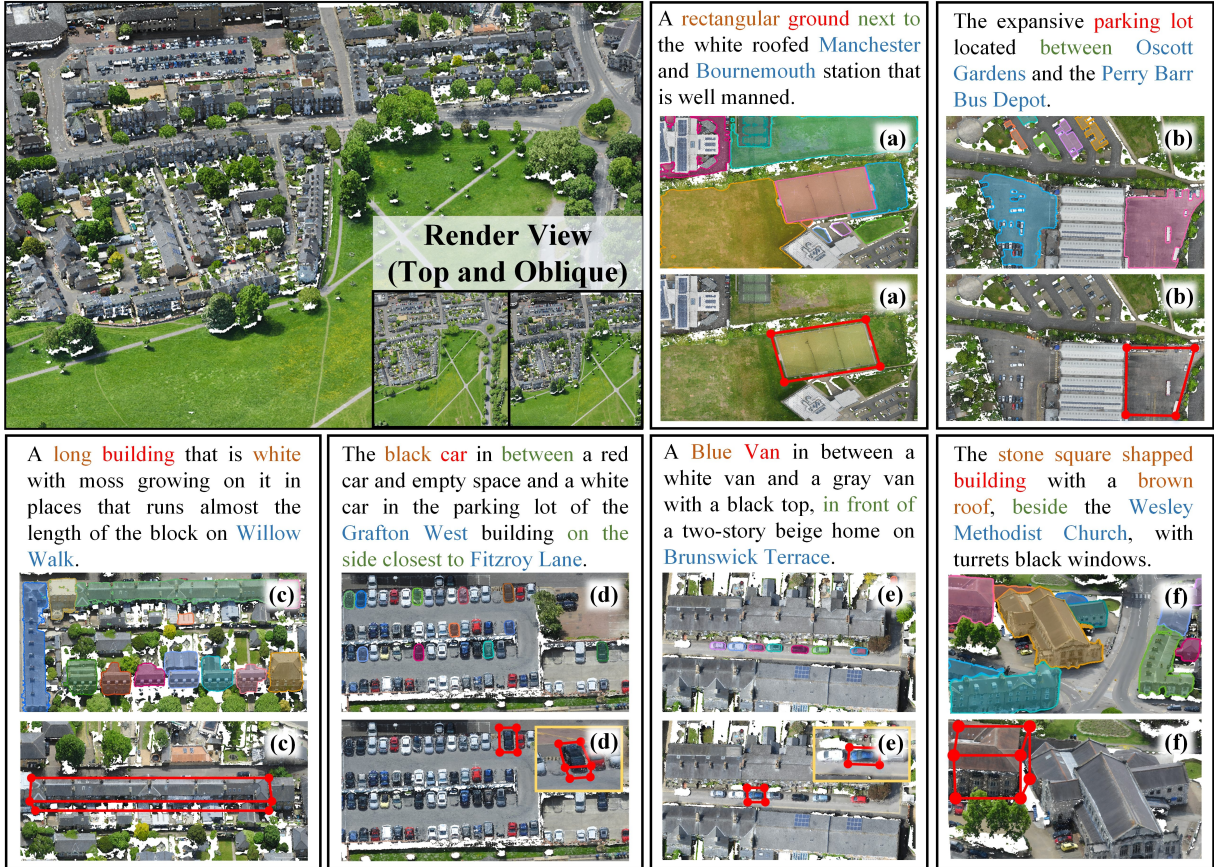 Render View
(Top and Oblique)
A rectangular ground next to
the white roofed Manchester
and Bournemouth station that
is well manned.
(a)
(a)
The expansive parking lot
located between Oscott
Gardens and the Perry Barr
Bus Depot.
(b)
(b)
A long building that is white
with moss growing on it in
places that runs almost the
length of the block on Willow
Walk.
(c)
(c)
The black car in between a red
car and empty space and a white
car in the parking lot of the
Grafton West building on the
side closest to Fitzroy Lane.
(d)
(d)
A Blue Van in between a
white van and a gray van
with a black top, in front of
a two-story beige home on
Brunswick Terrace.
(e)
(e)
The stone square shapped
building with a brown
roof, beside the Wesley
Methodist Church, with
turrets black windows.
(f)
(f)